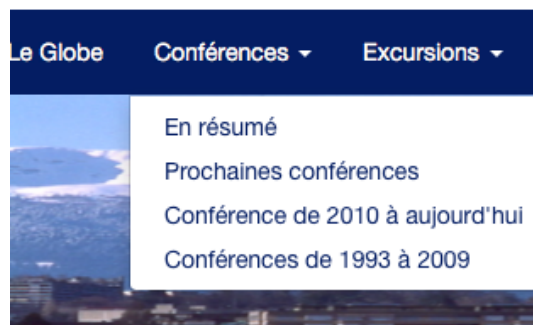 Le Globe Conférences Excursions
En résumé
Prochaines conférences
Conférence de 2010 à aujourd'hui
Conférences de 1993 à 2009